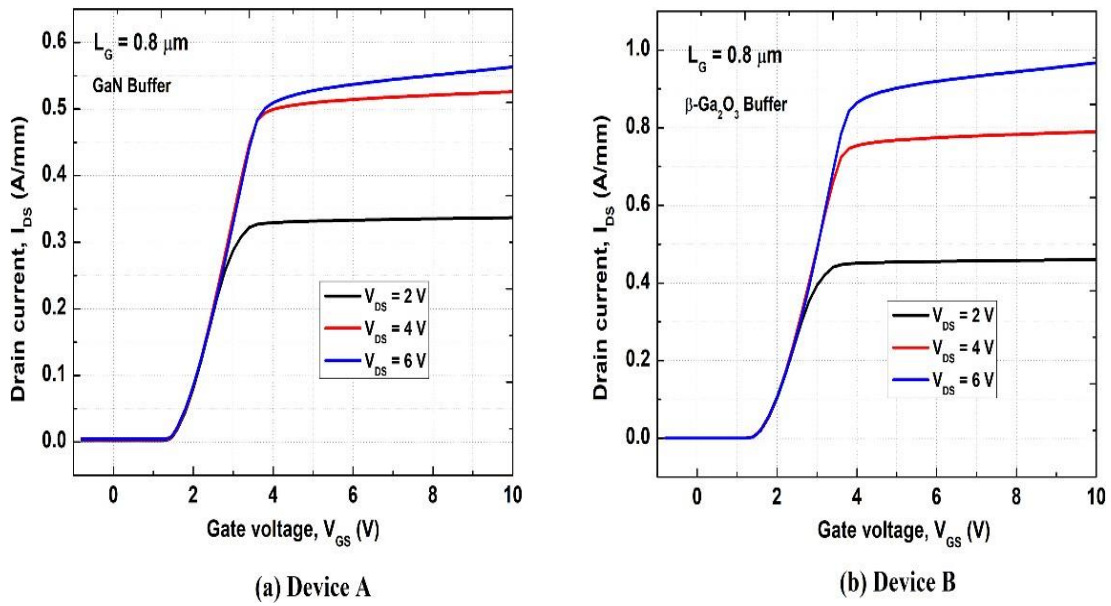 L_G = 0.8 μm
GaN Buffer
Drain current, I_DS (A/mm)
0.6
0.5
0.4
0.3
0.2
0.1
0.0
V_DS = 2 V
V_DS = 4 V
V_DS = 6 V
0 2 4 6 8 10
Gate voltage, V_GS (V)
(a) Device A
L_G = 0.8 μm
β-Ga₂O₃ Buffer
Drain current, I_DS (A/mm)
1.0
0.8
0.6
0.4
0.2
0.0
V_DS = 2 V
V_DS = 4 V
V_DS = 6 V
0 2 4 6 8 10
Gate voltage, V_GS (V)
(b) Device B